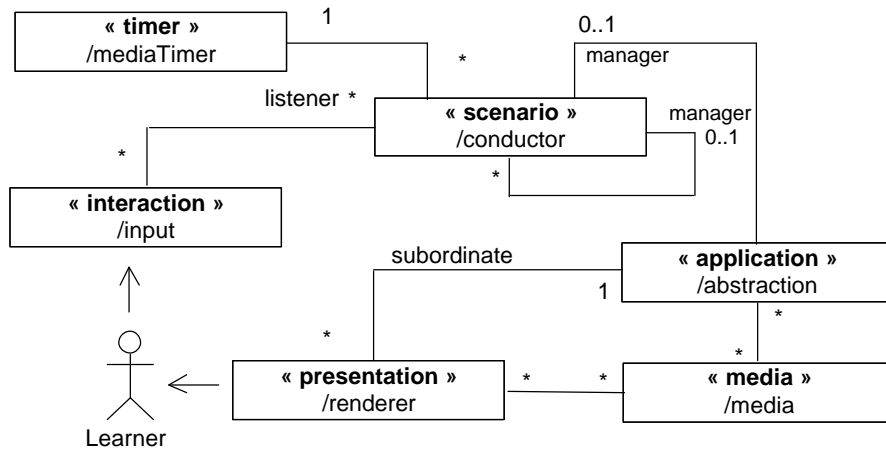 « timer »
/mediaTimer
1
*
0..1
manager
listener *
« scenario »
/conductor
manager
0..1
*
*
« interaction »
/input
subordinate
1
« application »
/abstraction
*
*
*
« presentation »
/renderer
*
*
« media »
/media
Learner